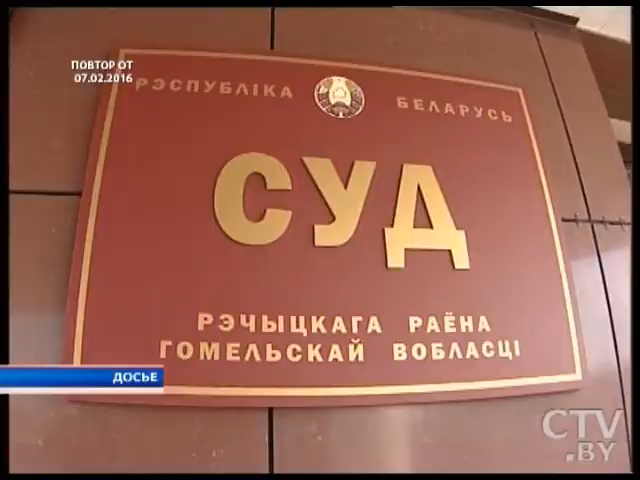 ПОВТОР ОТ
07.02.2016
РЭСПУБЛІКА БЕЛАРУСЬ
СУД
РЭЧЫЦКАГА РАЁНА
ГОМЕЛЬСКАЙ ВОБЛАСЦІ
ДОСЬЕ
CTV
.BY